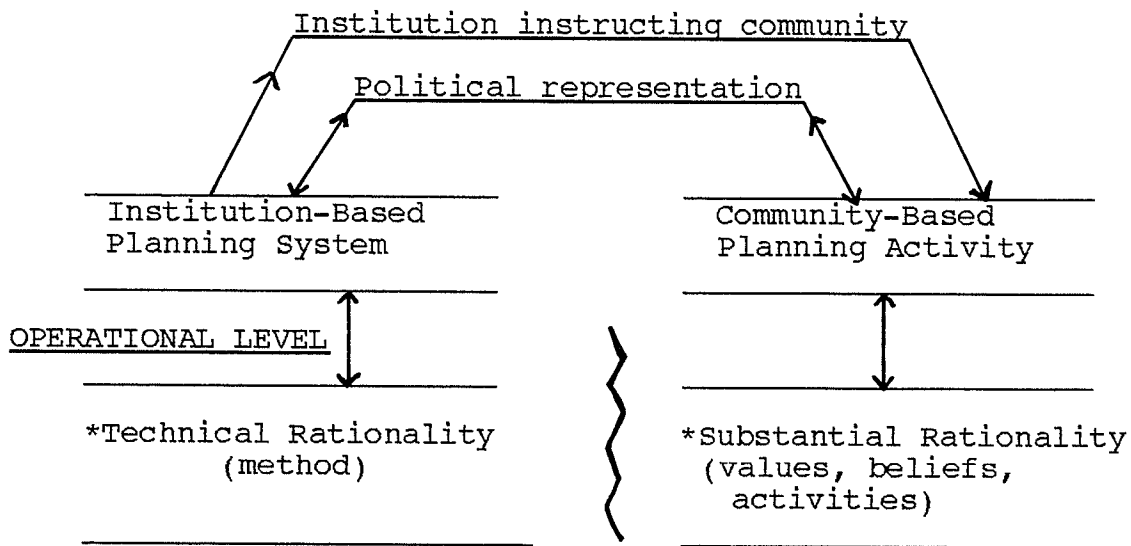 Institution instructing community
Political representation
Institution-Based
Planning System
Community-Based
Planning Activity
OPERATIONAL LEVEL
*Technical Rationality
(method)
*Substantial Rationality
(values, beliefs,
activities)